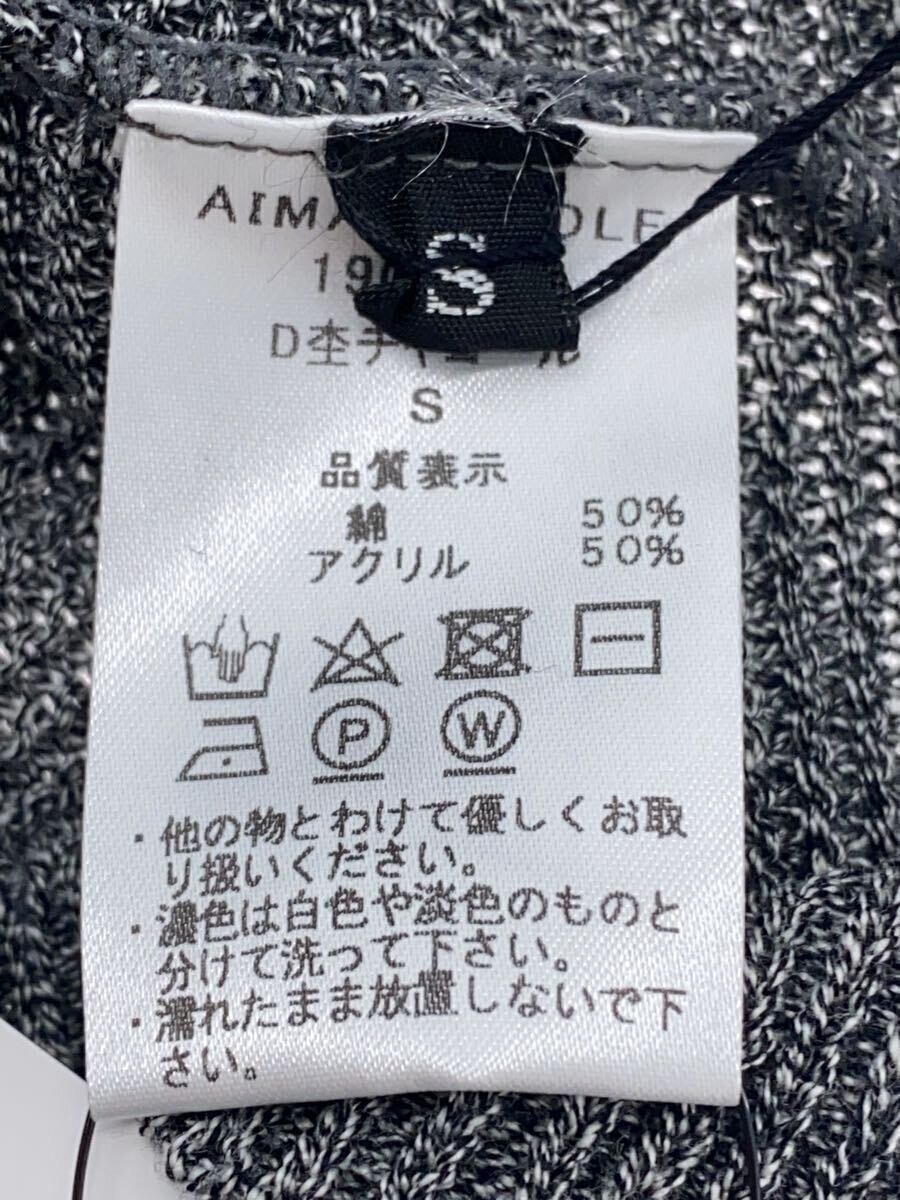 S
S
品質表示
綿 50%
アクリル 50%
P W
・他の物とわけて優しくお取
り扱いください。
・濃色は白色や淡色のものと
分けて洗って下さい。
・濡れたまま放置しないで下
さい。